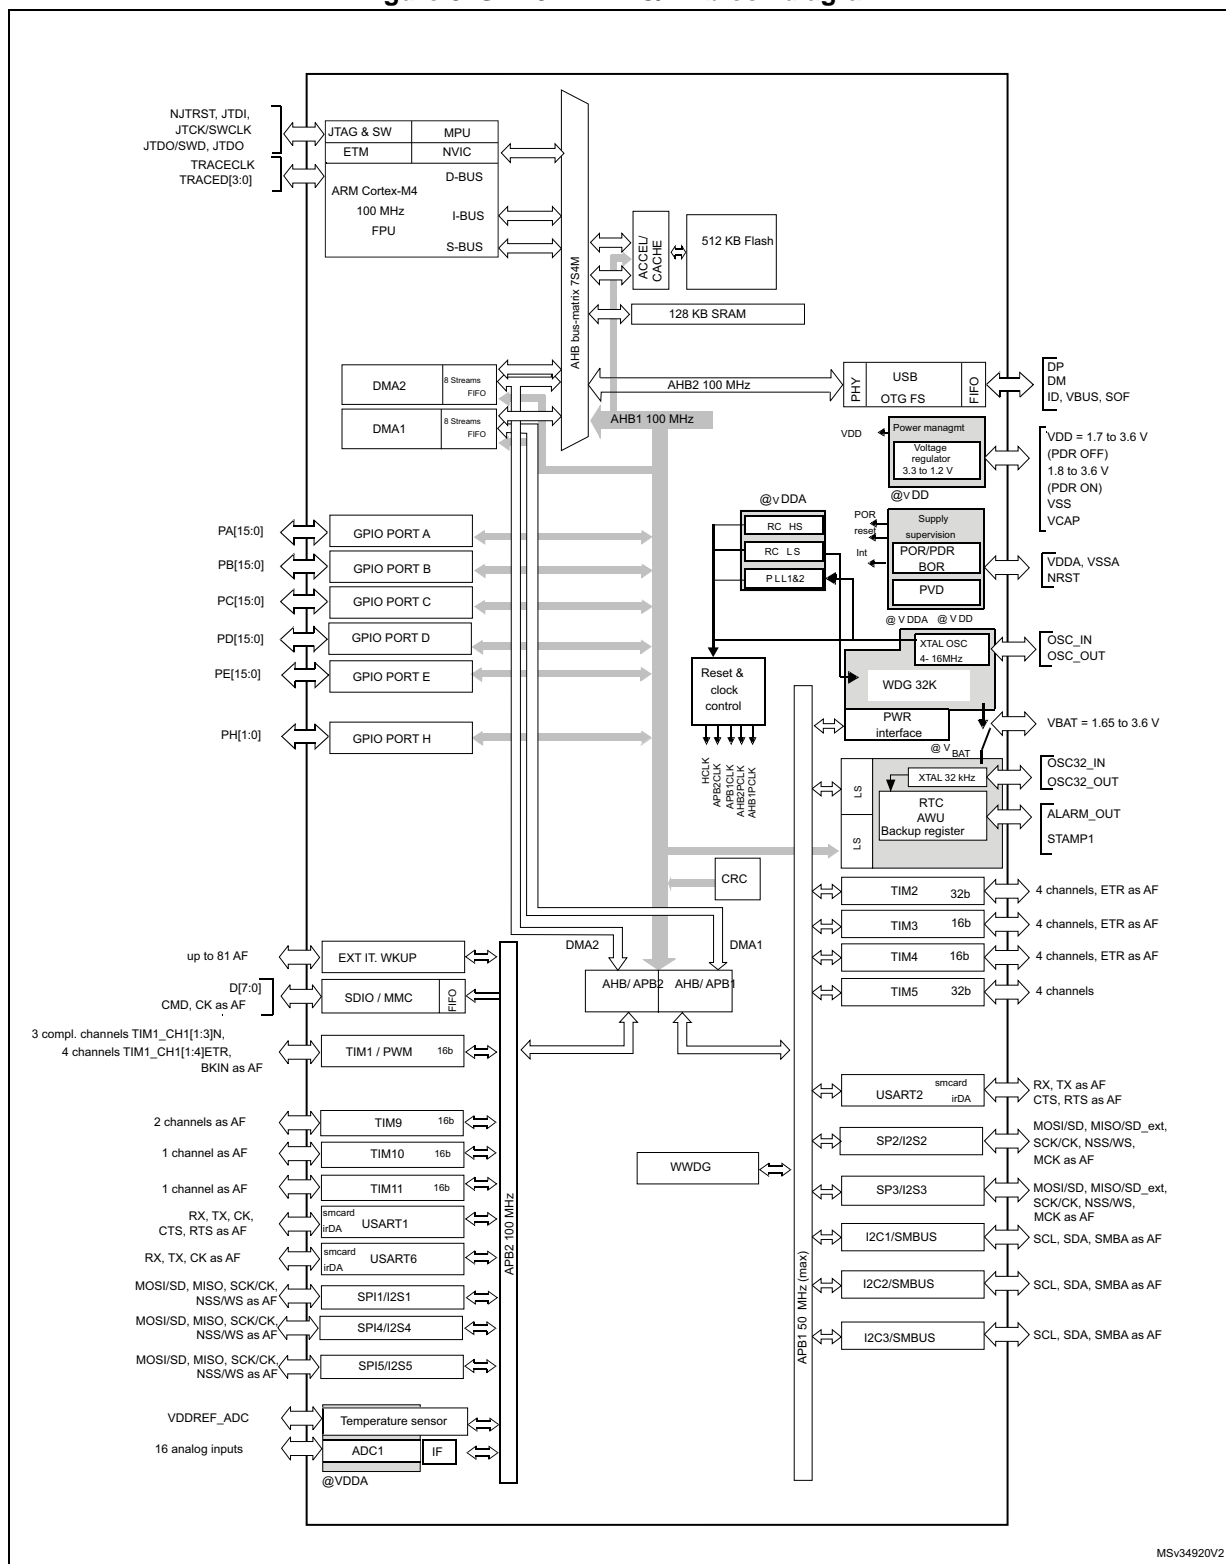 NJTRST, JTDI,
JTCK/SWCLK
JTDO/SWD, JTDO
TRACECLK
TRACED[3:0]
JTAG & SW
MPU
ETM
NVIC
D-BUS
ARM Cortex-M4
100 MHz
FPU
I-BUS
S-BUS
AHB bus-matrix 7S4M
ACCEL/
CACHE
512 KB Flash
128 KB SRAM
DMA2
8 Streams
FIFO
DMA1
8 Streams
FIFO
AHB2 100 MHz
AHB1 100 MHz
PHY
USB
OTG FS
FIFO
DP
DM
ID, VBUS, SOF
VDD
Power managmt
Voltage
regulator
3.3 to 1.2 V
@VDD
VDD = 1.7 to 3.6 V
(PDR OFF)
1.8 to 3.6 V
(PDR ON)
VSS
VCAP
@VDDA
RC HS
RC LS
PLL1&2
POR
reset
Int
Supply
supervision
POR/PDR
BOR
PVD
@VDDA @VDD
VDDA, VSSA
NRST
PA[15:0]
GPIO PORT A
PB[15:0]
GPIO PORT B
PC[15:0]
GPIO PORT C
PD[15:0]
GPIO PORT D
PE[15:0]
GPIO PORT E
PH[1:0]
GPIO PORT H
XTAL OSC
4- 16MHz
WDG 32K
OSC_IN
OSC_OUT
Reset &
clock
control
HCLK
APB2CLK
APB1CLK
AHB2PCLK
AHB1PCLK
PWR
interface
@VBAT
VBAT = 1.65 to 3.6 V
LS
LS
XTAL 32 kHz
RTC
AWU
Backup register
OSC32_IN
OSC32_OUT
ALARM_OUT
STAMP1
CRC
DMA2
DMA1
AHB/ APB2
AHB/ APB1
TIM2
32b
4 channels, ETR as AF
TIM3
16b
4 channels, ETR as AF
TIM4
16b
4 channels, ETR as AF
TIM5
32b
4 channels
up to 81 AF
EXT IT. WKUP
D[7:0]
CMD, CK as AF
SDIO / MMC
FIFO
3 compl. channels TIM1_CH1[1:3]N,
4 channels TIM1_CH1[1:4]ETR,
BKIN as AF
TIM1 / PWM
16b
2 channels as AF
TIM9
16b
1 channel as AF
TIM10
16b
1 channel as AF
TIM11
16b
RX, TX, CK,
CTS, RTS as AF
smcard
irDA
USART1
RX, TX, CK as AF
smcard
irDA
USART6
MOSI/SD, MISO, SCK/CK,
NSS/WS as AF
SPI1/I2S1
MOSI/SD, MISO, SCK/CK,
NSS/WS as AF
SPI4/I2S4
MOSI/SD, MISO, SCK/CK,
NSS/WS as AF
SPI5/I2S5
VDDREF_ADC
Temperature sensor
16 analog inputs
ADC1
IF
@VDDA
APB2 100 MHz
WWDG
APB1 50 MHz (max)
USART2
smcard
irDA
RX, TX as AF
CTS, RTS as AF
SP2/I2S2
MOSI/SD, MISO/SD_ext,
SCK/CK, NSS/WS,
MCK as AF
SP3/I2S3
MOSI/SD, MISO/SD_ext,
SCK/CK, NSS/WS,
MCK as AF
I2C1/SMBUS
SCL, SDA, SMBA as AF
I2C2/SMBUS
SCL, SDA, SMBA as AF
I2C3/SMBUS
SCL, SDA, SMBA as AF
MSv34920V2